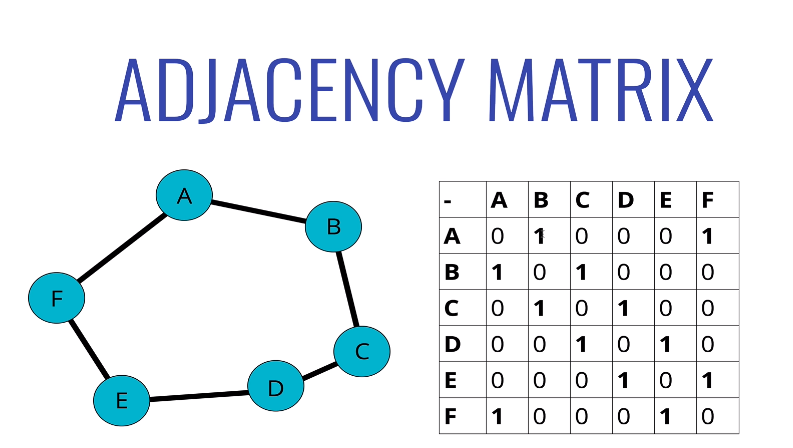 ADJACENCY MATRIX
A
B
F
C
D
E
- A B C D E F
A 0 1 0 0 0 1
B 1 0 1 0 0 0
C 0 1 0 1 0 0
D 0 0 1 0 1 0
E 0 0 0 1 0 1
F 1 0 0 0 1 0